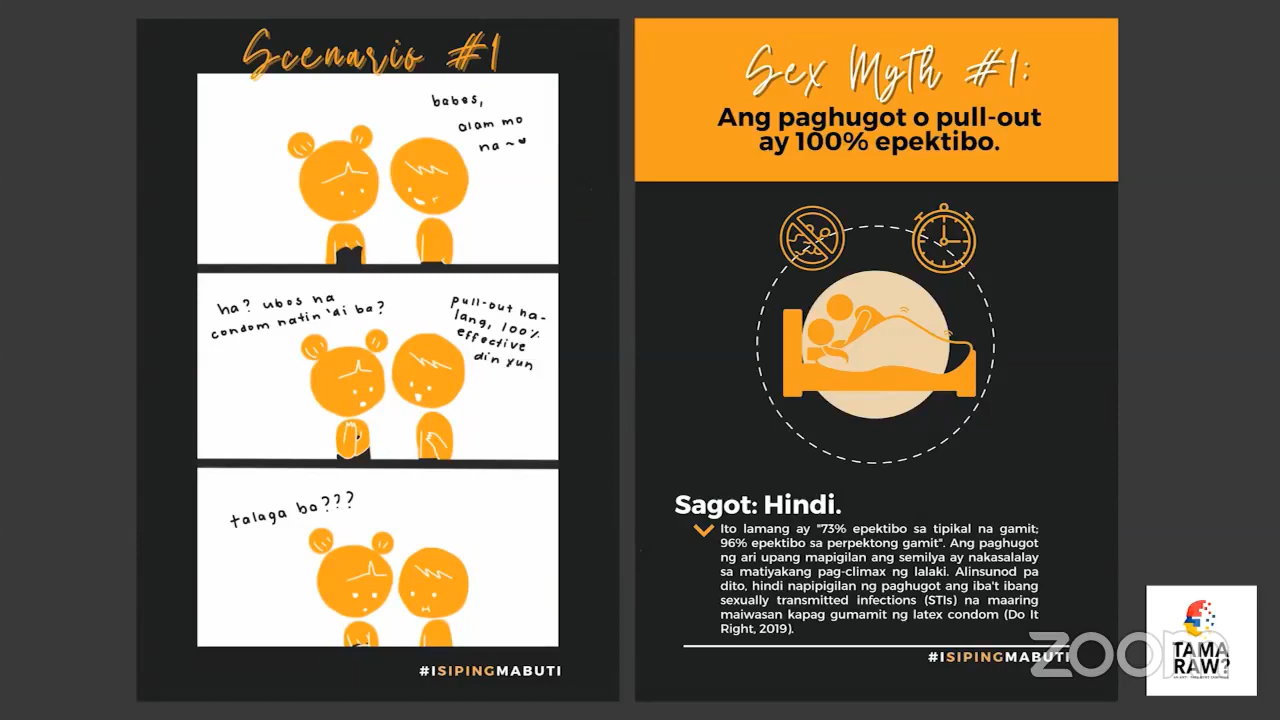 Scenario #1
babes,
alam mo
na ~
ha? ubos na
condom natin 'di ba?
pull-out na-
lang, 100%
effective
din yun
talaga ba???
#ISIPINGMABUTI
Sex Myth #1:
Ang paghugot o pull-out
ay 100% epektibo.
Sagot: Hindi.
Ito lamang ay "73% epektibo sa tipikal na gamit;
96% epektibo sa perpektong gamit". Ang paghugot
ng ari upang mapigilan ang semilya ay nakasalalay
sa matiyakang pag-climax ng lalaki. Alinsunod pa
dito, hindi napipigilan ng paghugot ang iba't ibang
sexually transmitted infections (STIs) na maaring
maiwasan kapag gumamit ng latex condom (Do It
Right, 2019).
#ISIPINGMABUTI
zoom
TAMA
RAW?